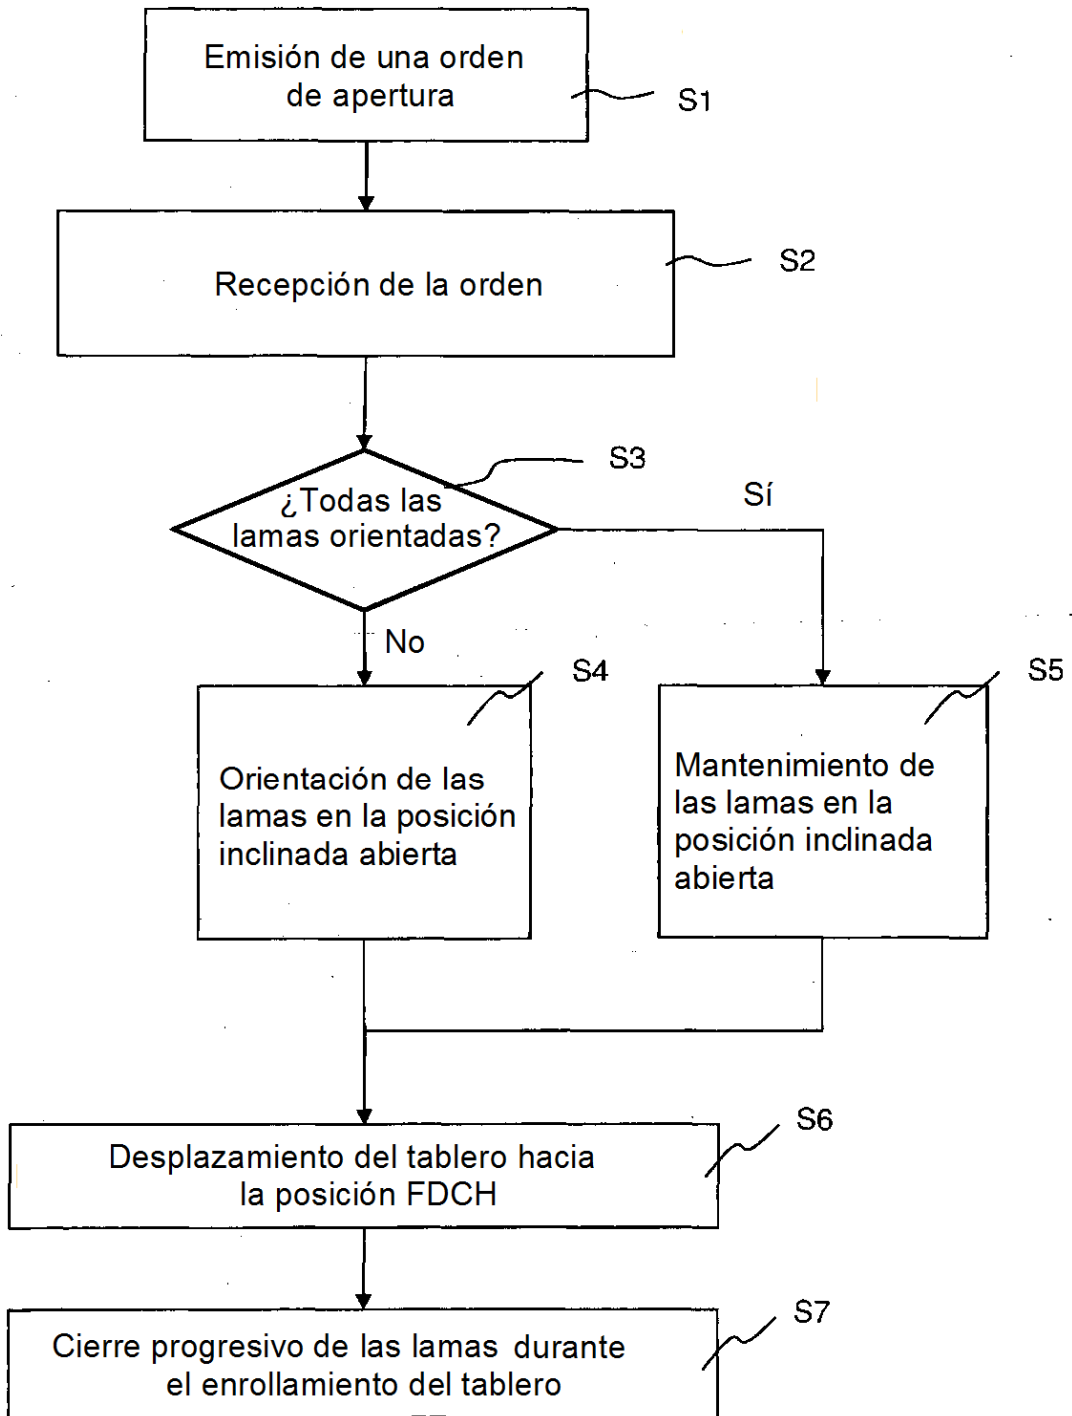 Emisión de una orden
de apertura
S1
Recepción de la orden
S2
¿Todas las
lamas orientadas?
S3
Sí
No
Orientación de las
lamas en la posición
inclinada abierta
S4
Mantenimiento de
las lamas en la
posición inclinada
abierta
S5
Desplazamiento del tablero hacia
la posición FDCH
S6
Cierre progresivo de las lamas durante
el enrollamiento del tablero
S7